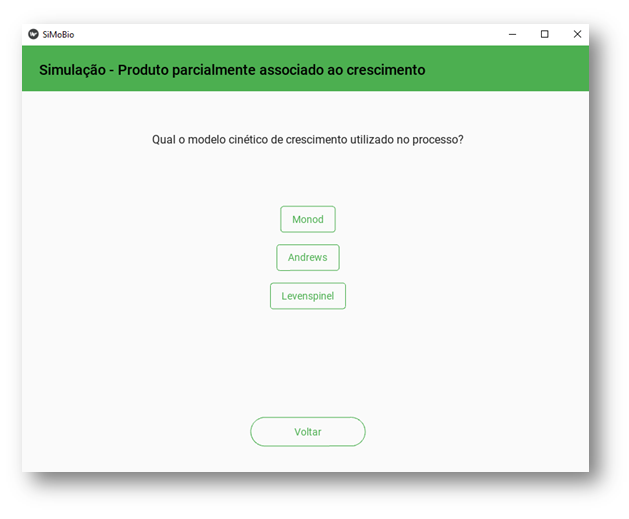 SiMoBio
Simulação - Produto parcialmente associado ao crescimento
Qual o modelo cinético de crescimento utilizado no processo?
Monod
Andrews
Levenspinel
Voltar